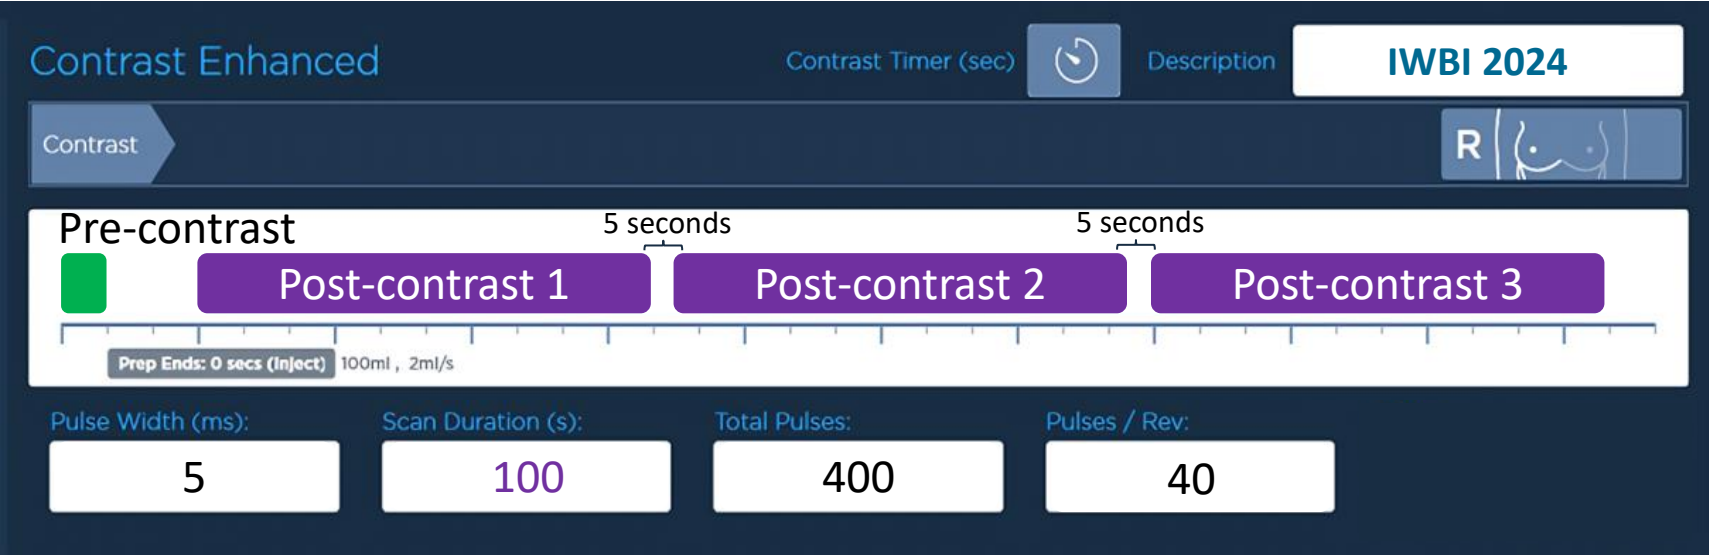 Contrast Enhanced
Contrast Timer (sec)
Description
IWBI 2024
Contrast
R
Pre-contrast
5 seconds
5 seconds
Post-contrast 1
Post-contrast 2
Post-contrast 3
Prep Ends: 0 secs (Inject)
100ml , 2ml/s
Pulse Width (ms):
Scan Duration (s):
Total Pulses:
Pulses / Rev:
5
100
400
40